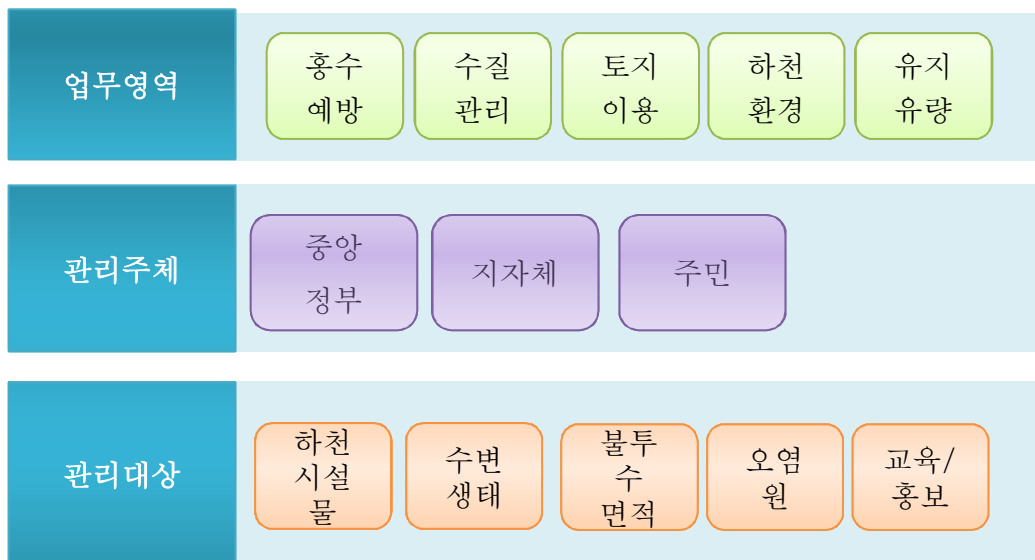 업무영역
홍수
예방
수질
관리
토지
이용
하천
환경
유지
유량
관리주체
중앙
정부
지자체
주민
관리대상
하천
시설
물
수변
생태
불투
수
면적
오염
원
교육/
홍보